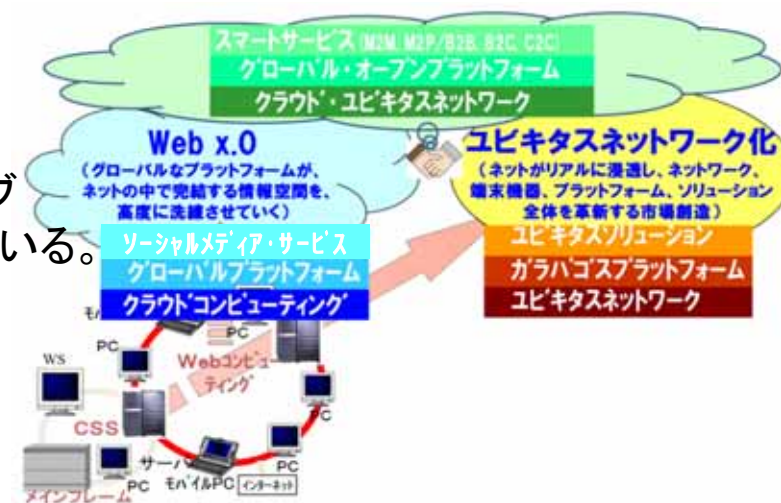 スマートサービス(M2M, M2P/B2B, B2C, C2C)
グローバル・オープンプラットフォーム
クラウド・ユビキタスネットワーク
Web x.0
(グローバルなプラットフォームが、
ネットの中で完結する情報空間を、
高度に洗練させていく)
ソーシャルメディア・サービス
グローバルプラットフォーム
クラウドコンピューティング
ユビキタスネットワーク化
(ネットがリアルに浸透し、ネットワーク、
端末機器、プラットフォーム、ソリューション
全体を革新する市場創造)
ユビキタスソリューション
ガラパゴスプラットフォーム
ユビキタスネットワーク
ブ
いる。
PC
PC
WS
Webコンピュー
ティング
CSS
PC
サーバ
PC
PC
モバイルPC
インターネット
メインフレーム